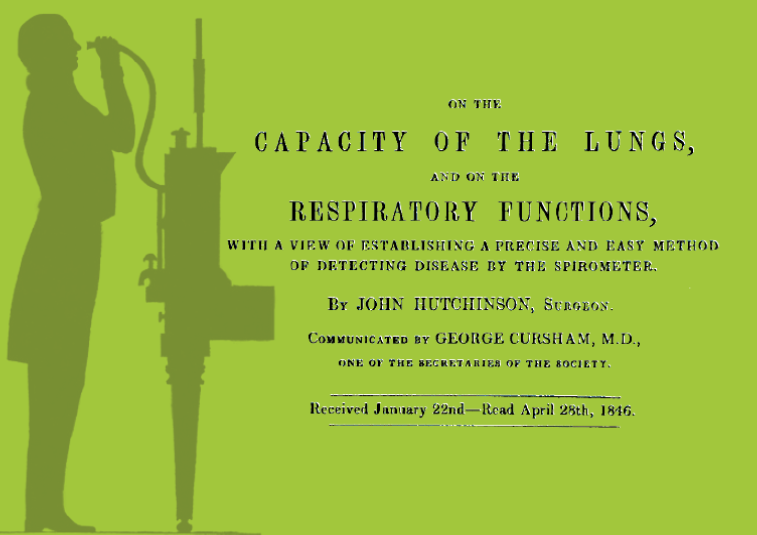 ON THE
CAPACITY OF THE LUNGS,
AND ON THE
RESPIRATORY FUNCTIONS,
WITH A VIEW OF ESTABLISHING A PRECISE AND EASY METHOD
OF DETECTING DISEASE BY THE SPIROMETER.
BY JOHN HUTCHINSON, SURGEON.
COMMUNICATED BY GEORGE CURSHAM, M.D.,
ONE OF THE SECRETARIES OF THE SOCIETY.
Received January 22nd—Read April 28th, 1846.